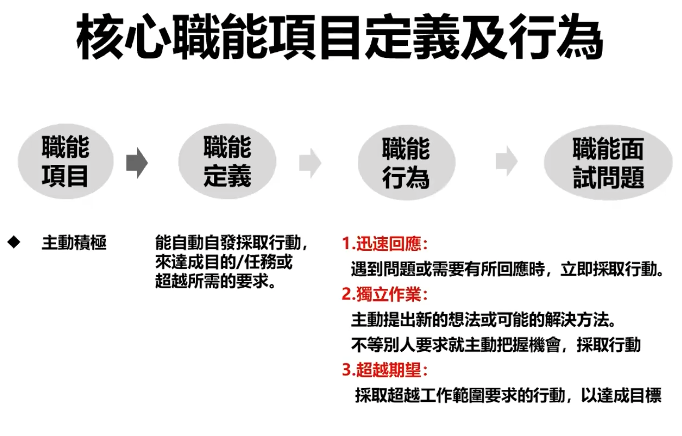 核心職能項目定義及行為
職能
項目
職能
定義
職能
行為
職能面
試問題
◆ 主動積極
能自動自發採取行動，
來達成目的/任務或
超越所需的要求。
1.迅速回應：
遇到問題或需要有所回應時，立即採取行動。
2.獨立作業：
主動提出新的想法或可能的解決方法。
不等別人要求就主動把握機會，採取行動
3.超越期望：
採取超越工作範圍要求的行動，以達成目標